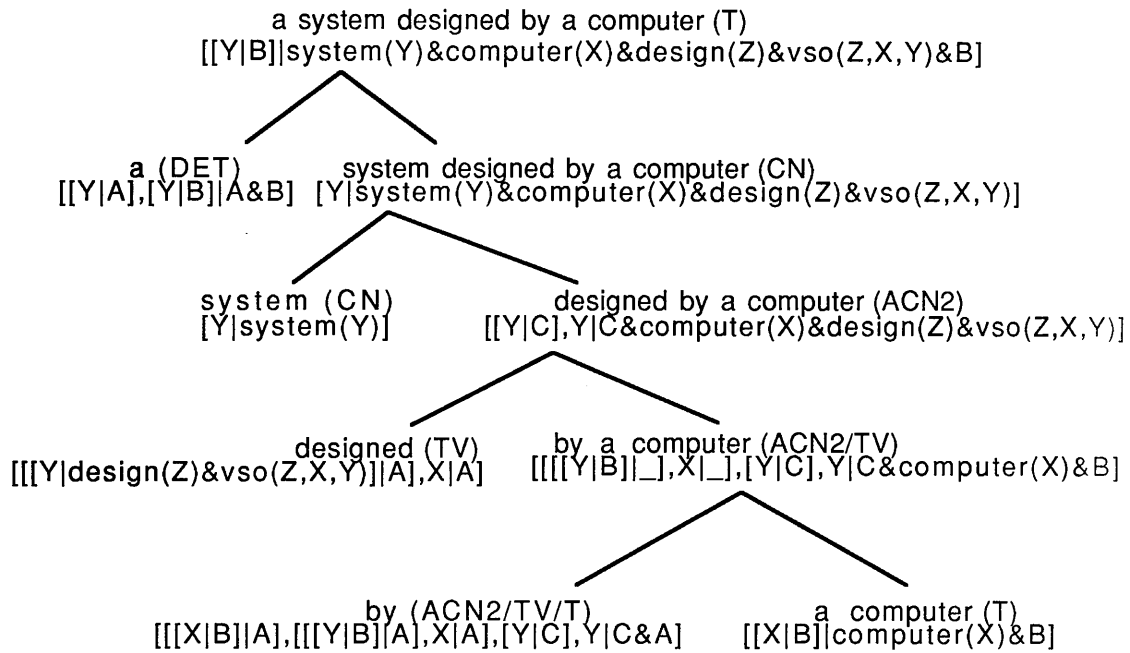 a system designed by a computer (T)
[[Y|B]|system(Y)&computer(X)&design(Z)&vso(Z,X,Y)&B]
a (DET)
[[Y|A],[Y|B]|A&B]
system designed by a computer (CN)
[Y|system(Y)&computer(X)&design(Z)&vso(Z,X,Y)]
system (CN)
[Y|system(Y)]
designed by a computer (ACN2)
[[Y|C],Y|C&computer(X)&design(Z)&vso(Z,X,Y)]
designed (TV)
[[[Y|design(Z)&vso(Z,X,Y)]|A],X|A]
by a computer (ACN2/TV)
[[[[Y|B]|_],X|_],[Y|C],Y|C&computer(X)&B]
by (ACN2/TV/T)
[[[X|B]|A],[[[Y|B]|A],X|A],[Y|C],Y|C&A]
a computer (T)
[[X|B]|computer(X)&B]